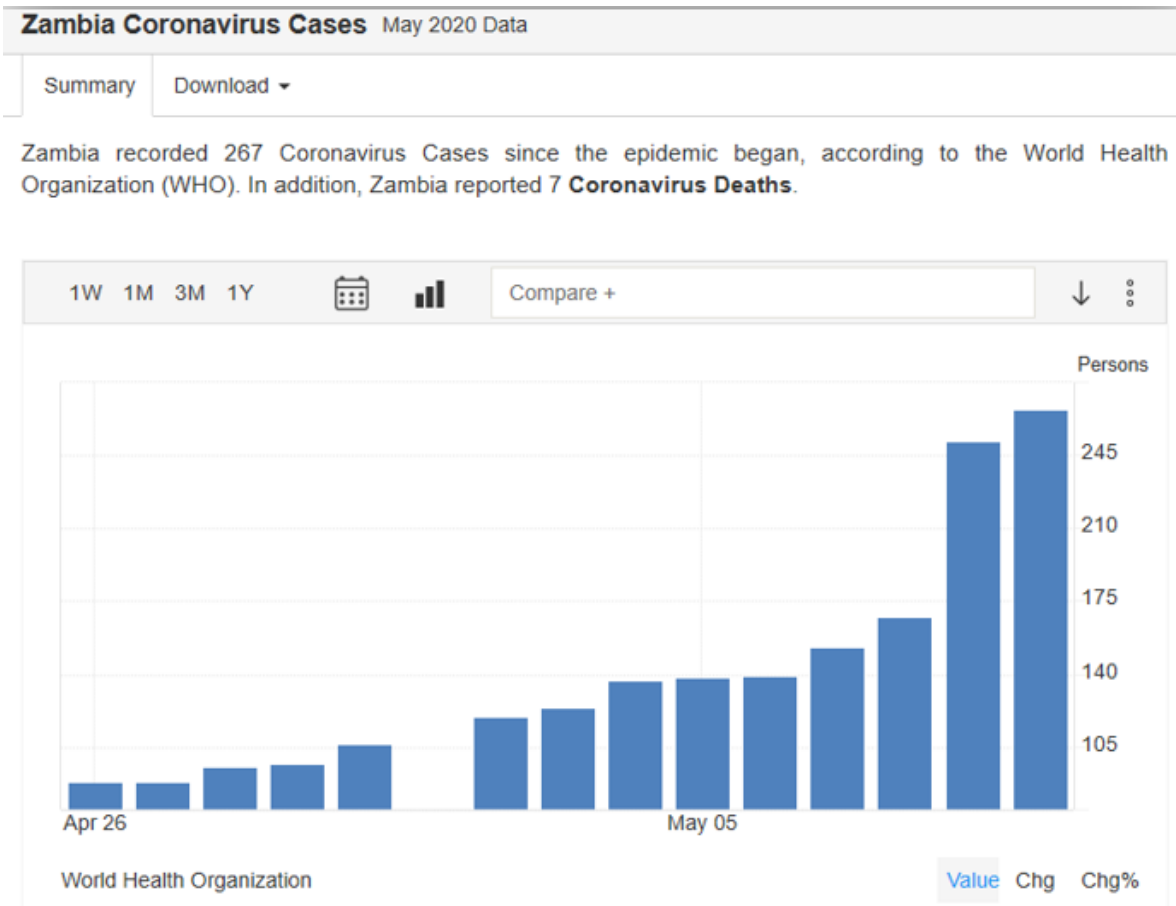 Zambia Coronavirus Cases May 2020 Data
Summary Download
Zambia recorded 267 Coronavirus Cases since the epidemic began, according to the World Health
Organization (WHO). In addition, Zambia reported 7 Coronavirus Deaths.
1W 1M 3M 1Y Compare +
Persons
245
210
175
140
105
Apr 26 May 05
World Health Organization Value Chg Chg%